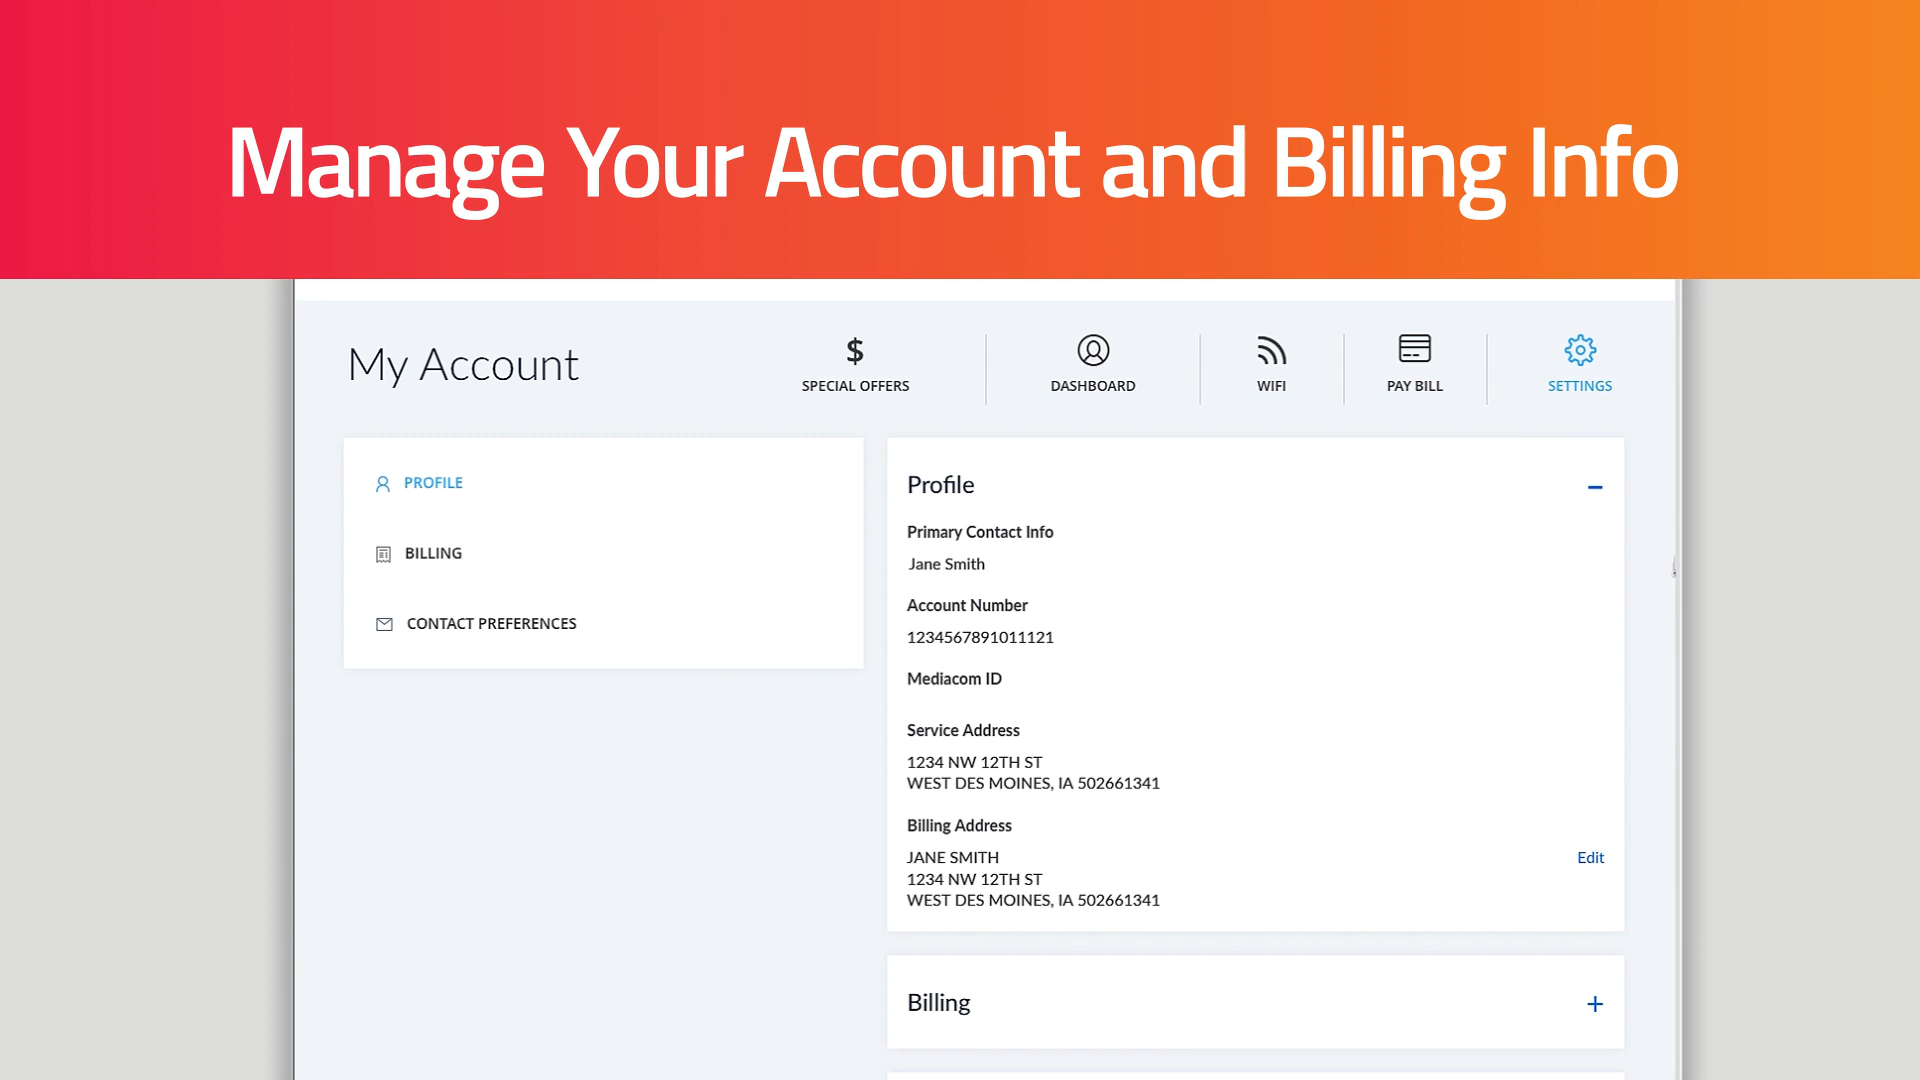 Manage Your Account and Billing Info
My Account
$
SPECIAL OFFERS
DASHBOARD
WIFI
PAY BILL
SETTINGS
PROFILE
BILLING
CONTACT PREFERENCES
Profile
Primary Contact Info
Jane Smith
Account Number
1234567891011121
Mediacom ID
Service Address
1234 NW 12TH ST
WEST DES MOINES, IA 502661341
Billing Address
JANE SMITH
Edit
1234 NW 12TH ST
WEST DES MOINES, IA 502661341
Billing